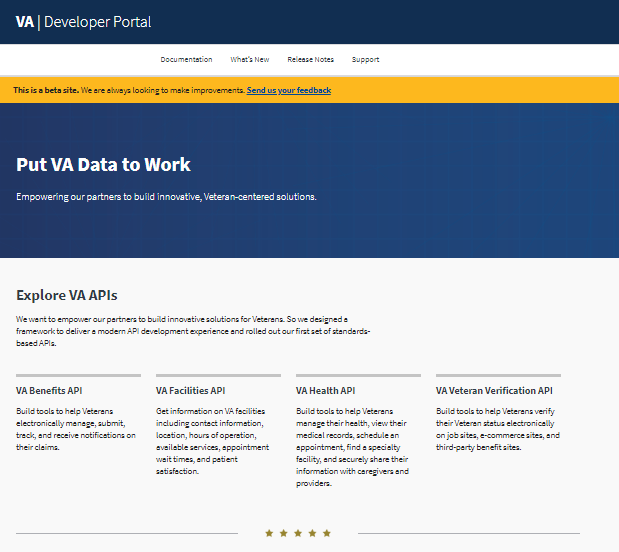 VA | Developer Portal
Documentation What's New Release Notes Support
This is a beta site. We are always looking to make improvements. Send us your feedback
Put VA Data to Work
Empowering our partners to build innovative, Veteran-centered solutions.
Explore VA APIs
We want to empower our partners to build innovative solutions for Veterans. So we designed a
framework to deliver a modern API development experience and rolled out our first set of standards-
based APIs.
VA Benefits API
Build tools to help Veterans
electronically manage, submit,
track, and receive notifications on
their claims.
VA Facilities API
Get information on VA facilities
including contact information,
location, hours of operation,
available services, appointment
wait times, and patient
satisfaction.
VA Health API
Build tools to help Veterans
manage their health, view their
medical records, schedule an
appointment, find a specialty
facility, and securely share their
information with caregivers and
providers.
VA Veteran Verification API
Build tools to help Veterans verify
their Veteran status electronically
on job sites, e-commerce sites, and
third-party benefit sites.